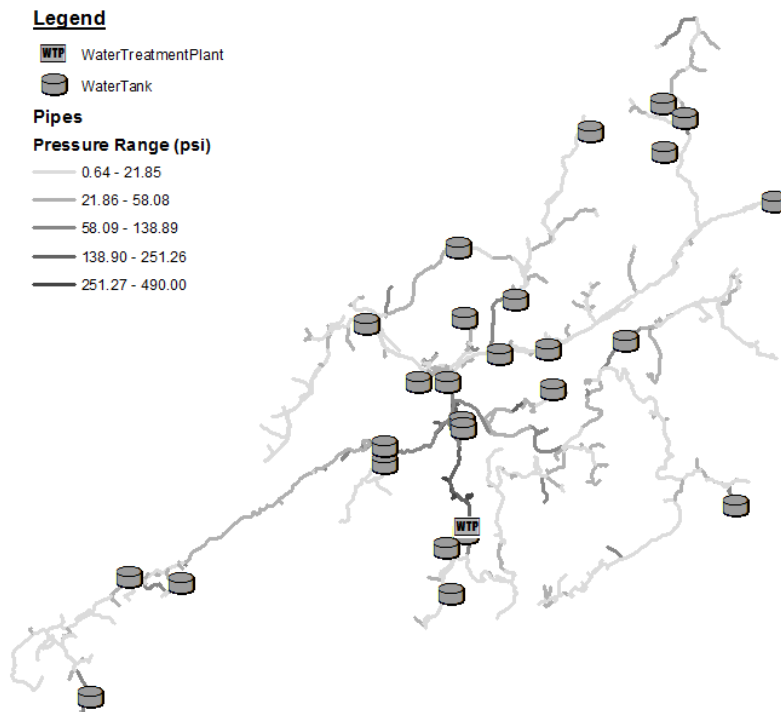 Legend
WTP WaterTreatmentPlant
WaterTank
Pipes
Pressure Range (psi)
0.64 - 21.85
21.86 - 58.08
58.09 - 138.89
138.90 - 251.26
251.27 - 490.00
WTP